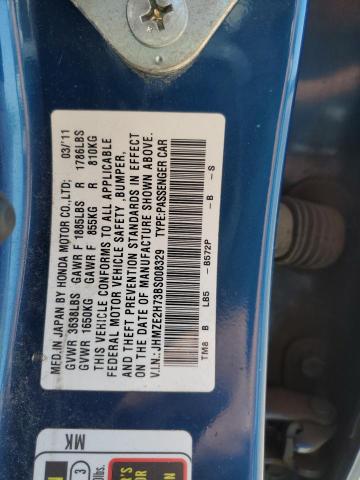 MFD.IN JAPAN BY HONDA MOTOR CO.,LTD; 03/'11
GVWR 3638LBS GAWR F 1885LBS R 1786LBS
GVWR 1650KG GAWR F 855KG R 810KG
THIS VEHICLE CONFORMS TO ALL APPLICABLE
FEDERAL MOTOR VEHICLE SAFETY ,BUMPER,
AND THEFT PREVENTION STANDARDS IN EFFECT
ON THE DATE OF MANUFACTURE SHOWN ABOVE.
V.I.N.:JHMZE2H73BS008329 TYPE:PASSENGER CAR
LB5 -B572P -B -S
TM8 B
MK
3